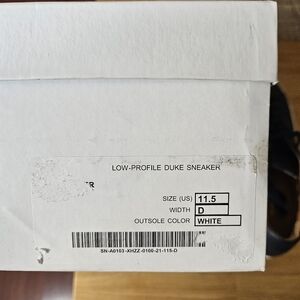 LOW-PROFILE DUKE SNEAKER
SIZE (US) 11.5
WIDTH D
OUTSOLE COLOR WHITE
SN-A0103-XHZZ-0100-21-115-D